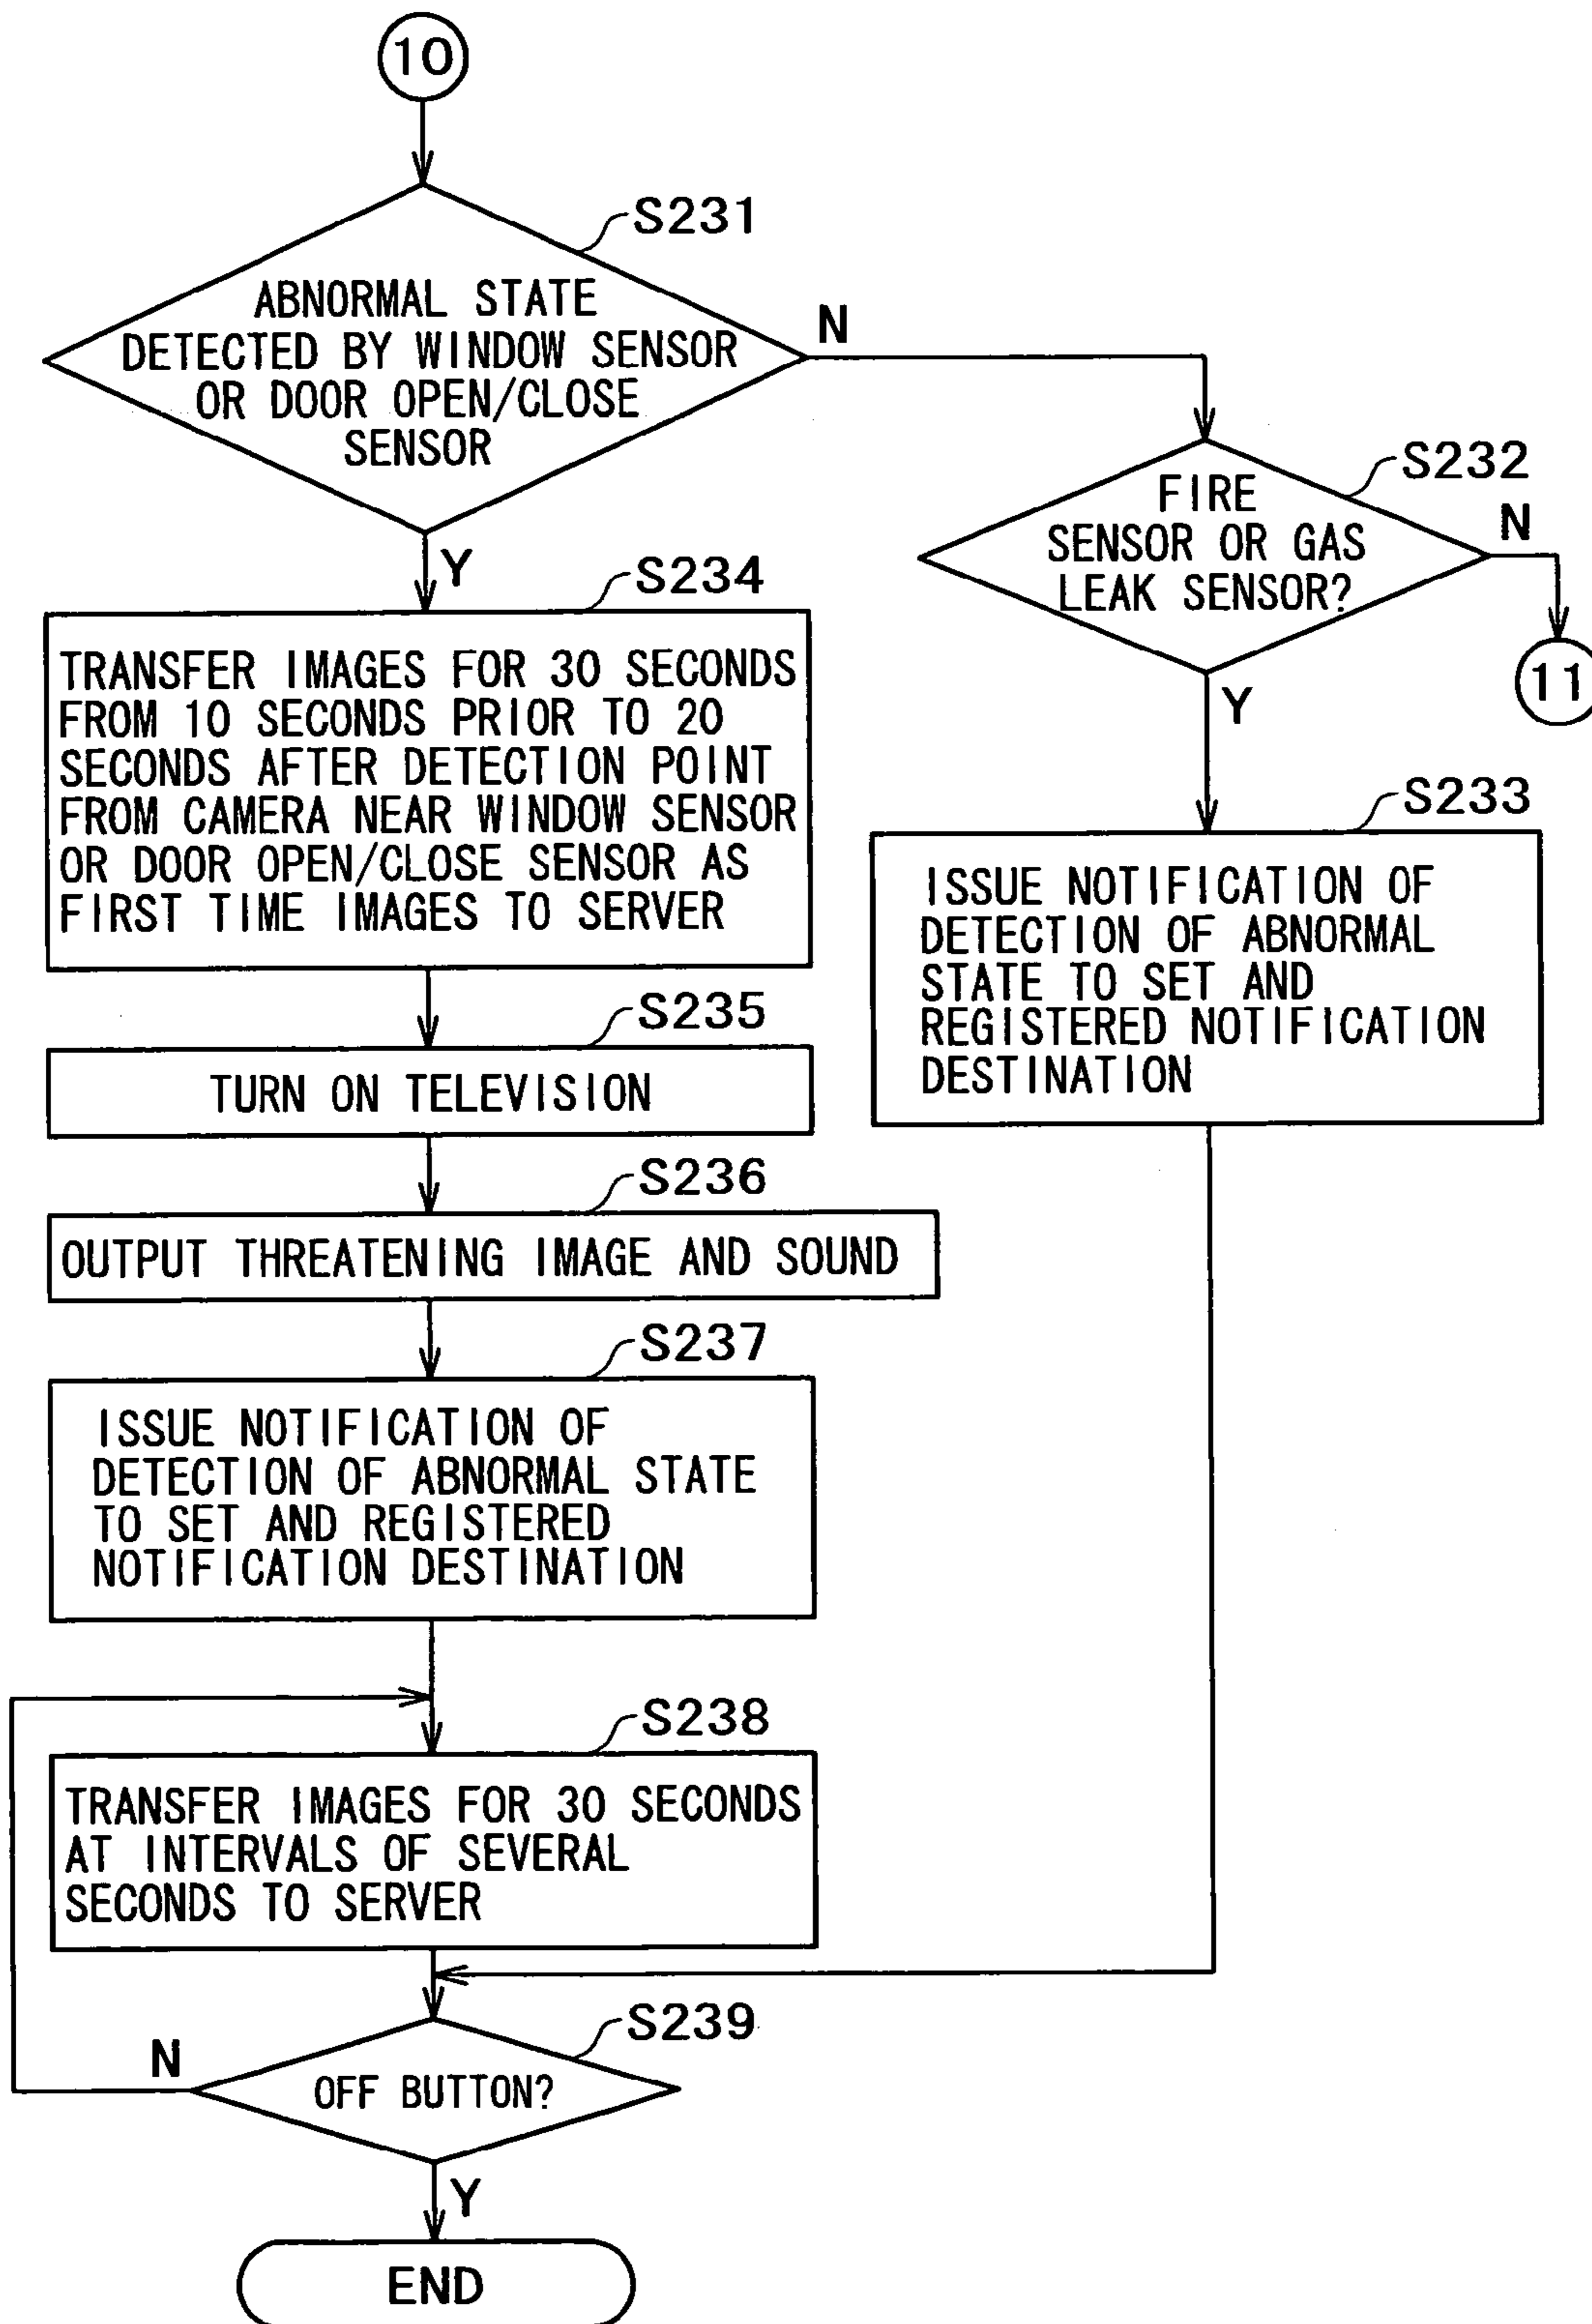 10
S231
ABNORMAL STATE
DETECTED BY WINDOW SENSOR
OR DOOR OPEN/CLOSE
SENSOR
N
Y
S232
FIRE
SENSOR OR GAS
LEAK SENSOR?
N
11
Y
S233
ISSUE NOTIFICATION OF
DETECTION OF ABNORMAL
STATE TO SET AND
REGISTERED NOTIFICATION
DESTINATION
S234
TRANSFER IMAGES FOR 30 SECONDS
FROM 10 SECONDS PRIOR TO 20
SECONDS AFTER DETECTION POINT
FROM CAMERA NEAR WINDOW SENSOR
OR DOOR OPEN/CLOSE SENSOR AS
FIRST TIME IMAGES TO SERVER
S235
TURN ON TELEVISION
S236
OUTPUT THREATENING IMAGE AND SOUND
S237
ISSUE NOTIFICATION OF
DETECTION OF ABNORMAL STATE
TO SET AND REGISTERED
NOTIFICATION DESTINATION
S238
TRANSFER IMAGES FOR 30 SECONDS
AT INTERVALS OF SEVERAL
SECONDS TO SERVER
S239
OFF BUTTON?
N
Y
END